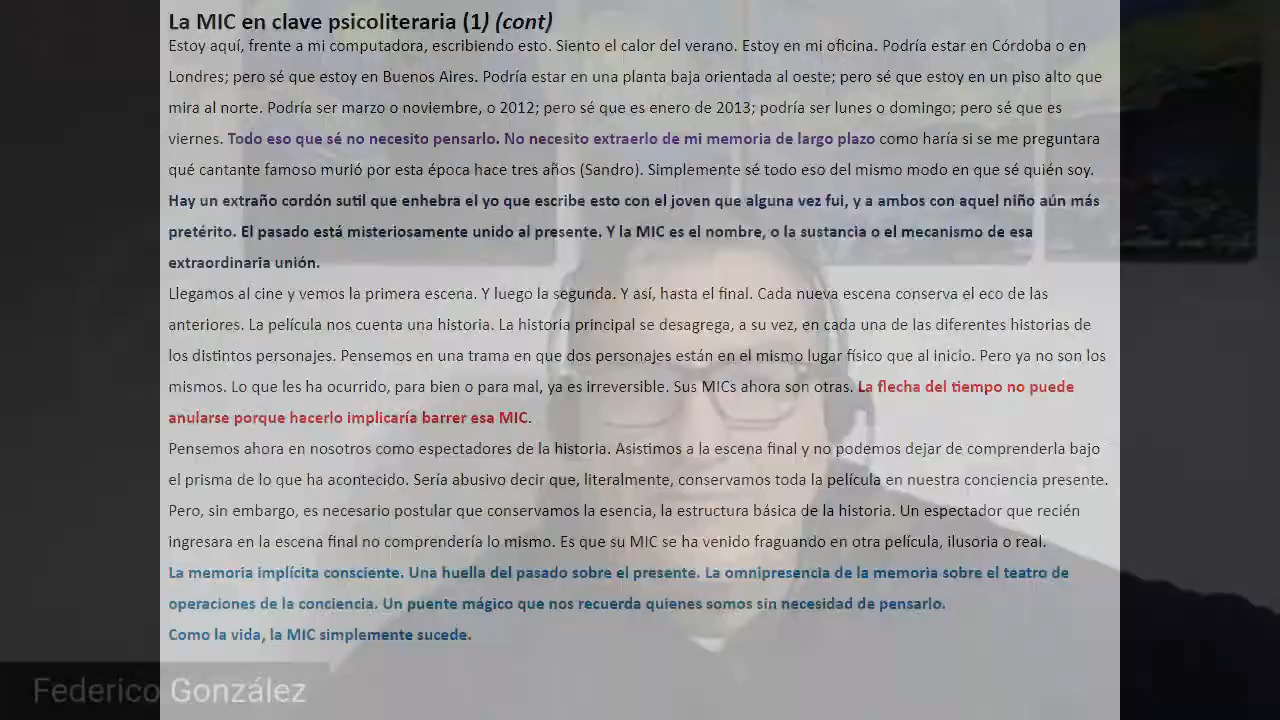 La MIC en clave psicoliteraria (1) (cont)
Estoy aquí, frente a mi computadora, escribiendo esto. Siento el calor del verano. Estoy en mi oficina. Podría estar en Córdoba o en
Londres; pero sé que estoy en Buenos Aires. Podría estar en una planta baja orientada al oeste; pero sé que estoy en un piso alto que
mira al norte. Podría ser marzo o noviembre, o 2012; pero sé que es enero de 2013; podría ser lunes o domingo; pero sé que es
viernes. Todo eso que sé no necesito pensarlo. No necesito extraerlo de mi memoria de largo plazo como haría si se me preguntara
qué cantante famoso murió por esta época hace tres años (Sandro). Simplemente sé todo eso del mismo modo en que sé quién soy.
Hay un extraño cordón sutil que enhebra el yo que escribe esto con el joven que alguna vez fui, y a ambos con aquel niño aún más
pretérito. El pasado está misteriosamente unido al presente. Y la MIC es el nombre, o la sustancia o el mecanismo de esa
extraordinaria unión.
Llegamos al cine y vemos la primera escena. Y luego la segunda. Y así, hasta el final. Cada nueva escena conserva el eco de las
anteriores. La película nos cuenta una historia. La historia principal se desagrega, a su vez, en cada una de las diferentes historias de
los distintos personajes. Pensemos en una trama en que dos personajes están en el mismo lugar físico que al inicio. Pero ya no son los
mismos. Lo que les ha ocurrido, para bien o para mal, ya es irreversible. Sus MICs ahora son otras. La flecha del tiempo no puede
anularse porque hacerlo implicaría barrer esa MIC.
Pensemos ahora en nosotros como espectadores de la historia. Asistimos a la escena final y no podemos dejar de comprenderla bajo
el prisma de lo que ha acontecido. Sería abusivo decir que, literalmente, conservamos toda la película en nuestra conciencia presente.
Pero, sin embargo, es necesario postular que conservamos la esencia, la estructura básica de la historia. Un espectador que recién
ingresara en la escena final no comprendería lo mismo. Es que su MIC se ha venido fraguando en otra película, ilusoria o real.
La memoria implícita consciente. Una huella del pasado sobre el presente. La omnipresencia de la memoria sobre el teatro de
operaciones de la conciencia. Un puente mágico que nos recuerda quienes somos sin necesidad de pensarlo.
Como la vida, la MIC simplemente sucede.
Federico González